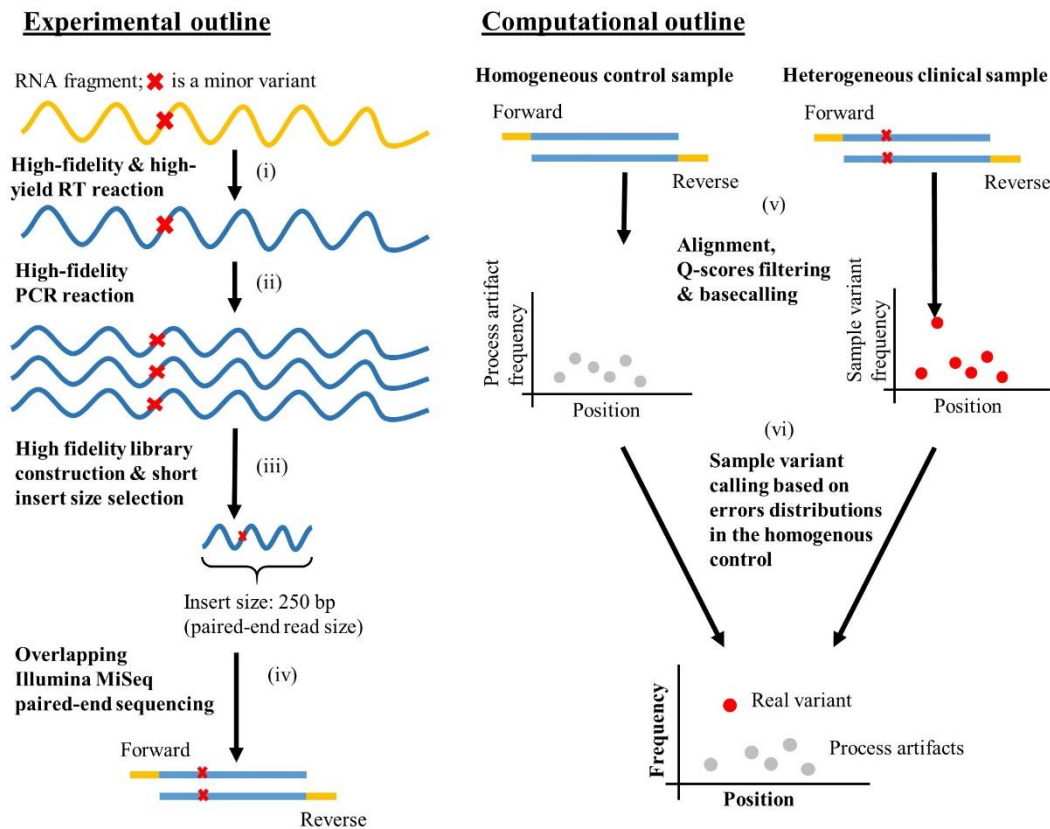 Experimental outline
RNA fragment; ✖ is a minor variant
High-fidelity & high-
yield RT reaction
(i)
High-fidelity
PCR reaction
(ii)
High fidelity library
construction & short
insert size selection
(iii)
Insert size: 250 bp
(paired-end read size)
Overlapping
Illumina MiSeq
paired-end sequencing
(iv)
Forward
Reverse
Computational outline
Homogeneous control sample
Forward
Reverse
Heterogeneous clinical sample
Forward
Reverse
(v)
Alignment,
Q-scores filtering
& basecalling
Process artifact
frequency
Position
Sample variant
frequency
Position
(vi)
Sample variant
calling based on
errors distributions
in the homogenous
control
Frequency
Real variant
Process artifacts
Position